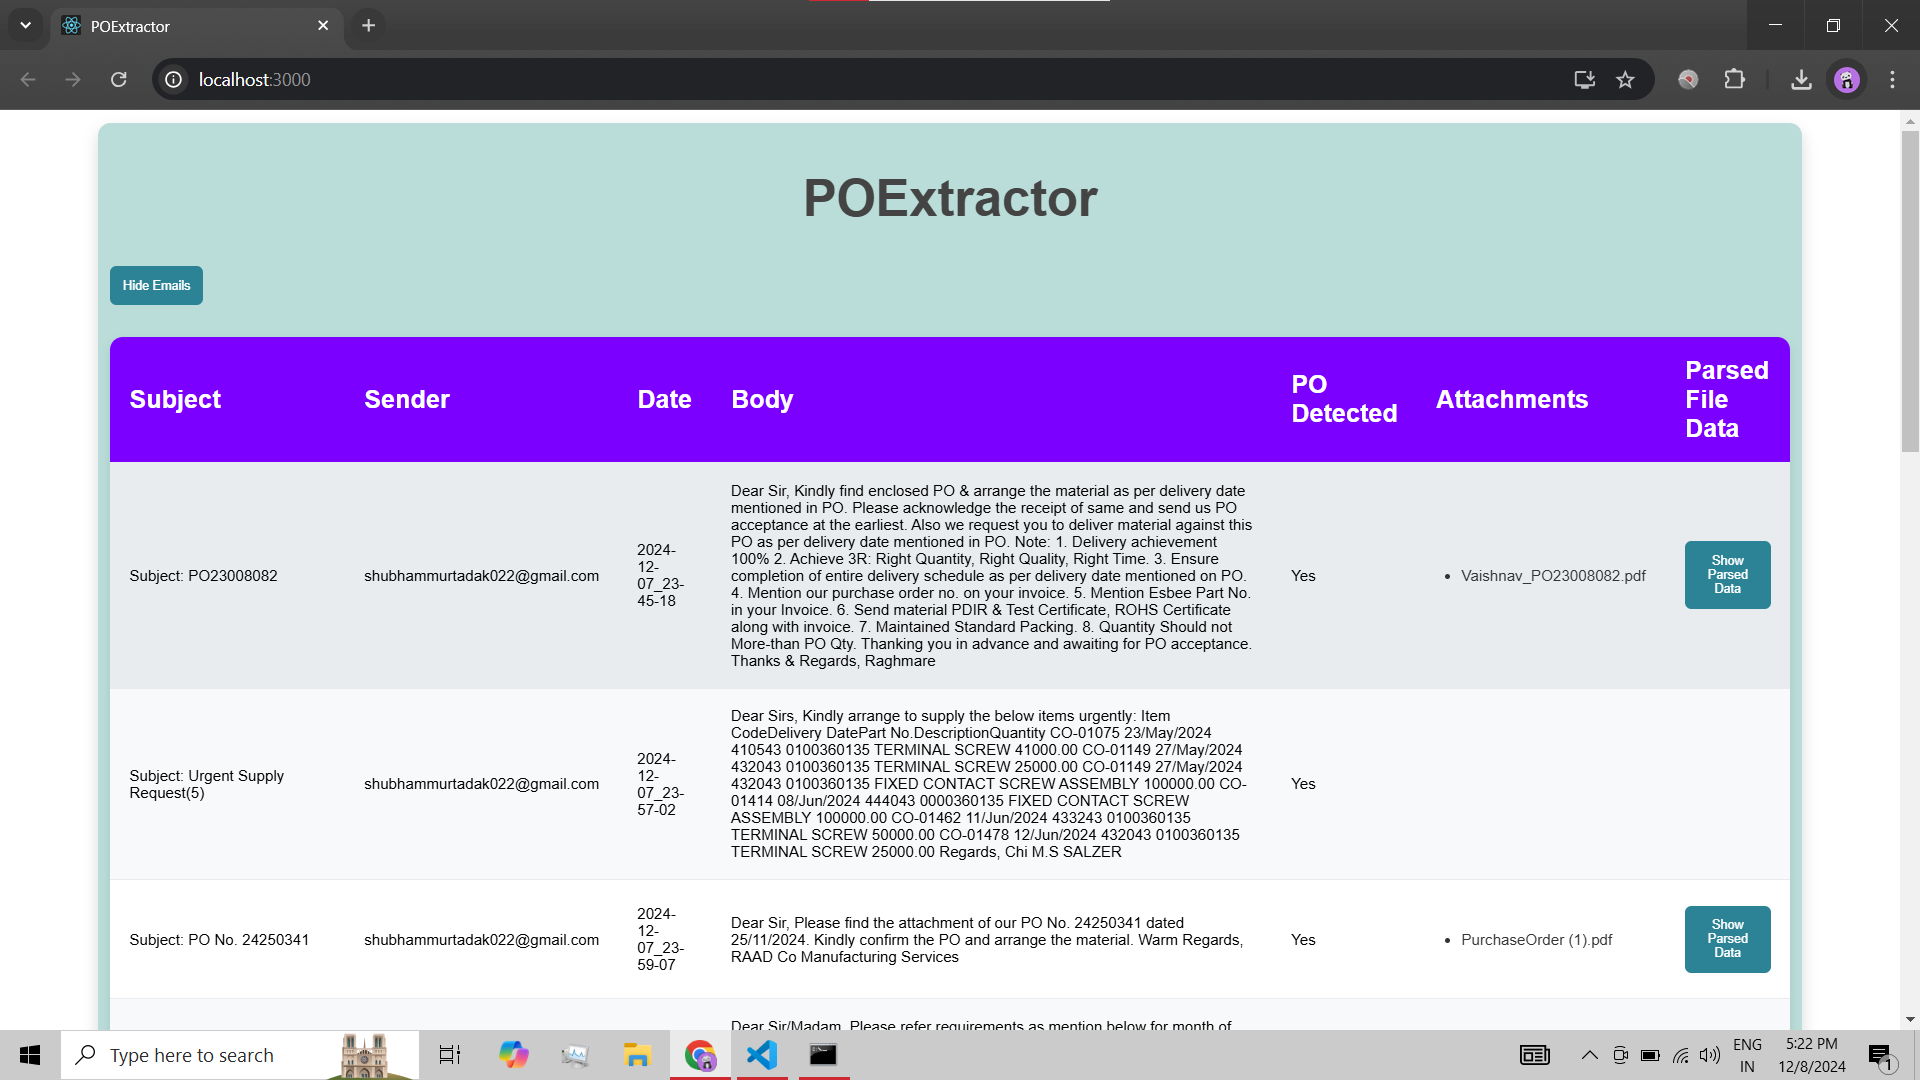 POExtractor
localhost:3000
POExtractor
Hide Emails
Subject
Sender
Date
Body
PO
Detected
Attachments
Parsed
File
Data
Subject: PO23008082
shubhammurtadak022@gmail.com
2024-
12-
07_23-
45-18
Dear Sir, Kindly find enclosed PO & arrange the material as per delivery date
mentioned in PO. Please acknowledge the receipt of same and send us PO
acceptance at the earliest. Also we request you to deliver material against this
PO as per delivery date mentioned in PO. Note: 1. Delivery achievement
100% 2. Achieve 3R: Right Quantity, Right Quality, Right Time. 3. Ensure
completion of entire delivery schedule as per delivery date mentioned on PO.
4. Mention our purchase order no. on your invoice. 5. Mention Esbee Part No.
in your Invoice. 6. Send material PDIR & Test Certificate, ROHS Certificate
along with invoice. 7. Maintained Standard Packing. 8. Quantity Should not
More-than PO Qty. Thanking you in advance and awaiting for PO acceptance.
Thanks & Regards, Raghmare
Yes
• Vaishnav_PO23008082.pdf
Show
Parsed
Data
Subject: Urgent Supply
Request(5)
shubhammurtadak022@gmail.com
2024-
12-
07_23-
57-02
Dear Sirs, Kindly arrange to supply the below items urgently: Item
CodeDelivery DatePart No.DescriptionQuantity CO-01075 23/May/2024
410543 0100360135 TERMINAL SCREW 41000.00 CO-01149 27/May/2024
432043 0100360135 TERMINAL SCREW 25000.00 CO-01149 27/May/2024
432043 0100360135 FIXED CONTACT SCREW ASSEMBLY 100000.00 CO-
01414 08/Jun/2024 444043 0000360135 FIXED CONTACT SCREW
ASSEMBLY 100000.00 CO-01462 11/Jun/2024 433243 0100360135
TERMINAL SCREW 50000.00 CO-01478 12/Jun/2024 432043 0100360135
TERMINAL SCREW 25000.00 Regards, Chi M.S SALZER
Yes
Subject: PO No. 24250341
shubhammurtadak022@gmail.com
2024-
12-
07_23-
59-07
Dear Sir, Please find the attachment of our PO No. 24250341 dated
25/11/2024. Kindly confirm the PO and arrange the material. Warm Regards,
RAAD Co Manufacturing Services
Yes
• PurchaseOrder (1).pdf
Show
Parsed
Data
Dear Sir/Madam, Please refer requirements as mention below for month of
Type here to search
ENG
IN
5:22 PM
12/8/2024
1